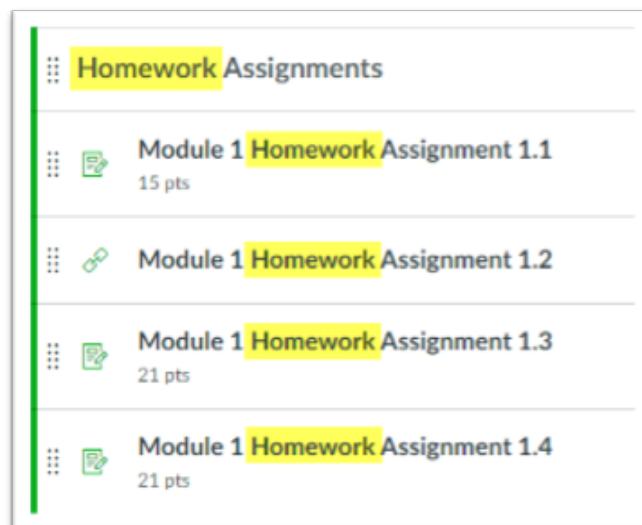 Homework Assignments
Module 1 Homework Assignment 1.1
15 pts
Module 1 Homework Assignment 1.2
Module 1 Homework Assignment 1.3
21 pts
Module 1 Homework Assignment 1.4
21 pts